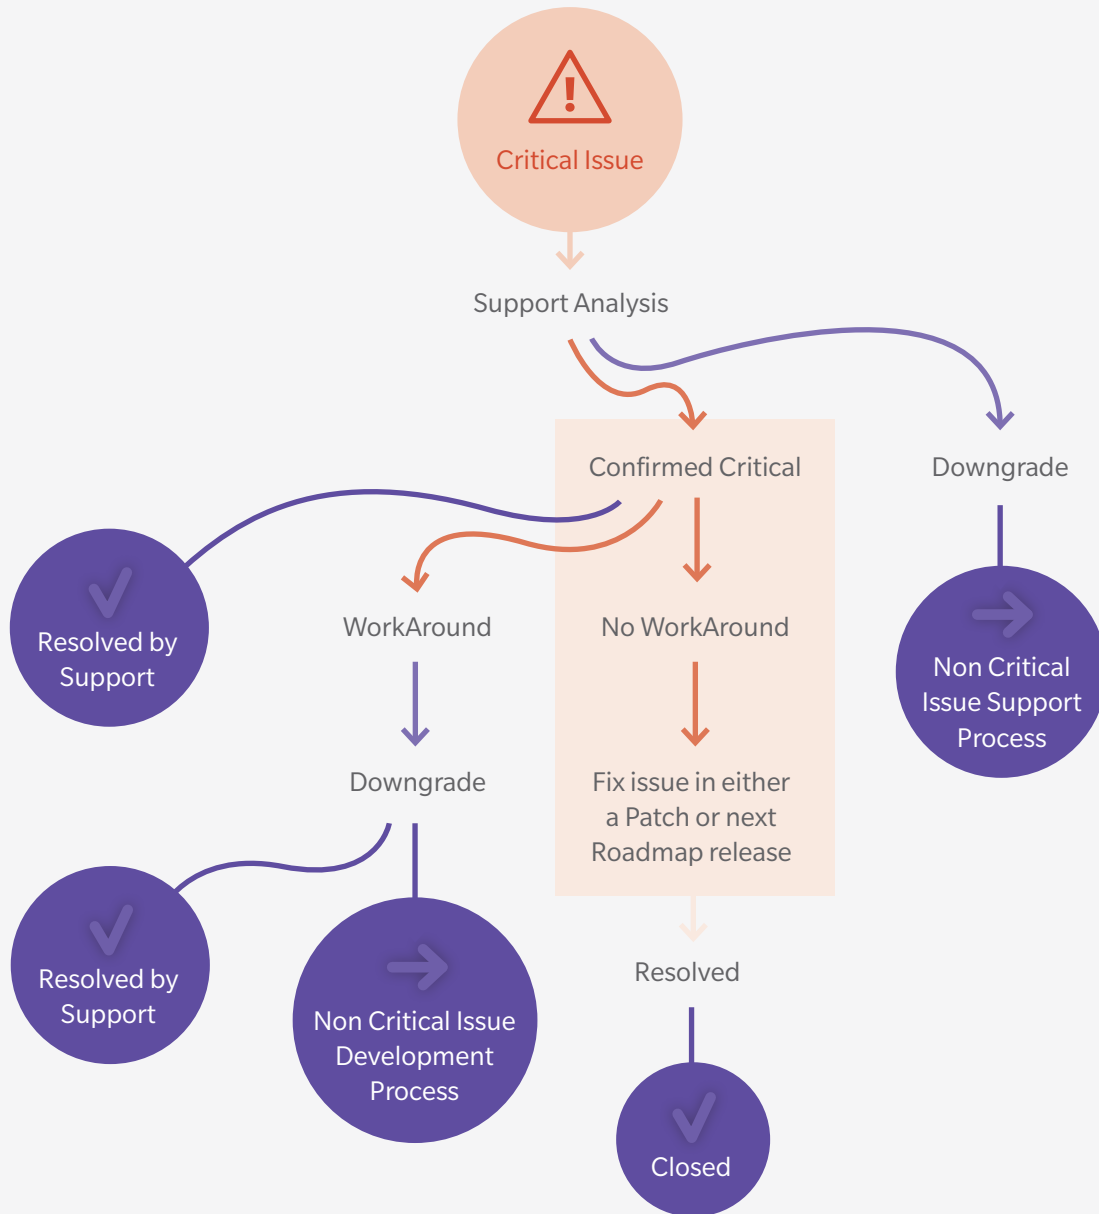 Critical Issue
Support Analysis
Confirmed Critical
Downgrade
Resolved by
Support
WorkAround
No WorkAround
Non Critical
Issue Support
Process
Downgrade
Fix issue in either
a Patch or next
Roadmap release
Resolved by
Support
Non Critical Issue
Development
Process
Resolved
Closed